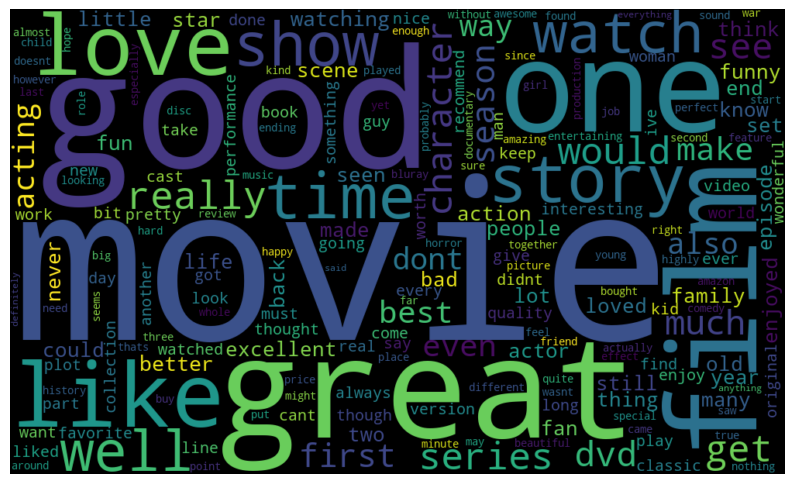 almost
little
star
done
watching
nice
way
without
awesome
found
everything
sound
war
child
love
show
enough
watch
think
see
doesnt
hope
especially
kind
played
since
woman
however
scene
recommend
girl
production
funny
last
role
yet
one
job
perfect
start
end
good
performance
book
something
character
season
documentary
man
second
know
disc
ending
guy
probably
amazing
entertaining
feature
set
acting
fun
take
keep
ive
would
make
new
music
bluray
sure
story
video
episode
wonderful
looking
cast
seen
time
really
worth
action
interesting
world
work
bit
pretty
review
made
people
right
also
never
hard
going
horror
together
happy
dont
give
picture
young
highly
ever
big
life
back
bad
didnt
day
got
said
every
lot
bought
amazon
definitely
need
seems
another
look
must
far
best
quality
loved
kid
family
film
movie
whole
thought
come
feel
comedy
much
original
enjoyed
three
could
watched
excellent
real
say
even
friend
actor
actually
thats
collection
better
place
effect
find
old
plot
price
different
quite
still
enjoy
year
history
buy
might
always
though
version
wasnt
thing
anything
like
part
put
cant
two
long
special
many
great
want
favorite
line
minute
may
fan
came
play
saw
true
get
liked
well
first
series
dvd
around
point
beautiful
classic
nothing